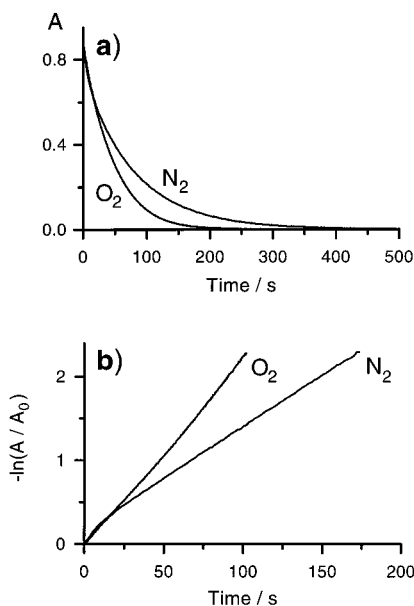 A
a)
0.8
0.4
0.0
N₂
O₂
0 100 200 300 400 500
Time / s
b)
2
1
0
-ln(A / A₀)
O₂
N₂
0 50 100 150 200
Time / s